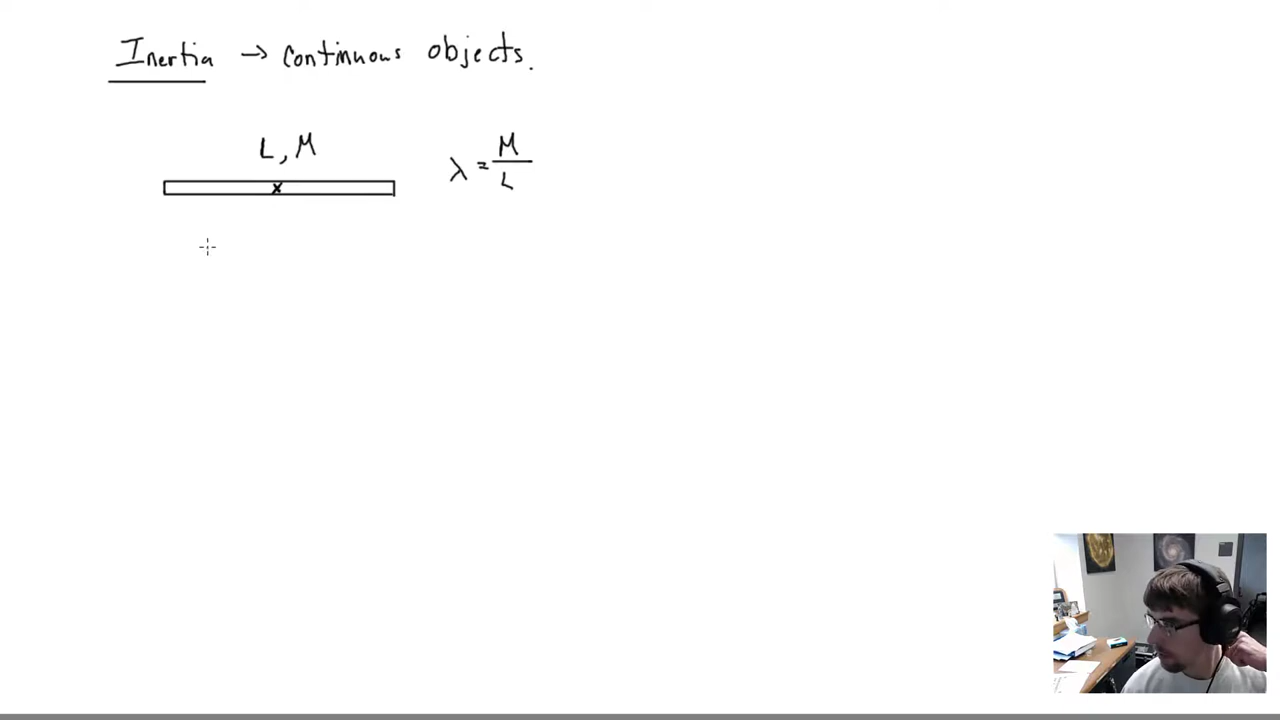 Inertia → continuous objects.
L, M
x
λ = M/L